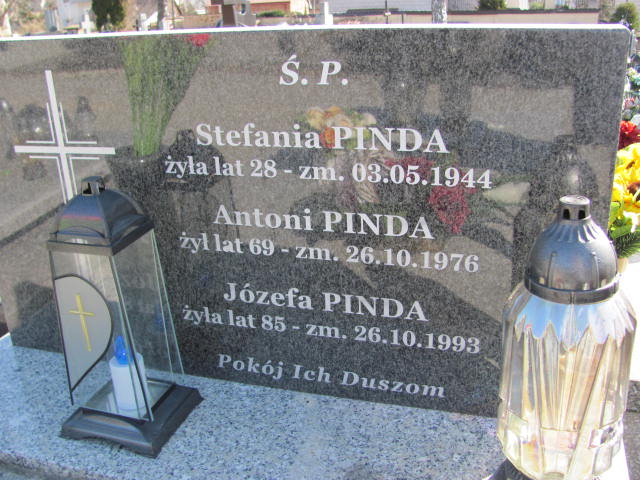 Ś. P.
Stefania PINDA
żyła lat 28 - zm. 03.05.1944
Antoni PINDA
żył lat 69 - zm. 26.10.1976
Józefa PINDA
żyła lat 85 - zm. 26.10.1993
Pokój Ich Duszom